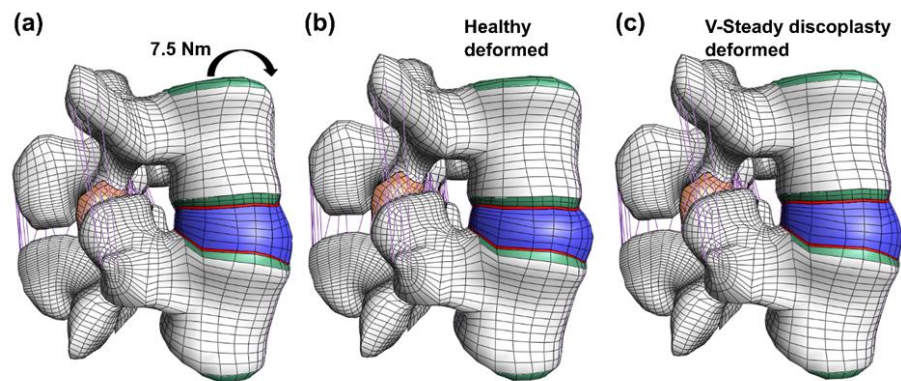 (a)
7.5 Nm
(b)
Healthy
deformed
(c)
V-Steady discoplasty
deformed